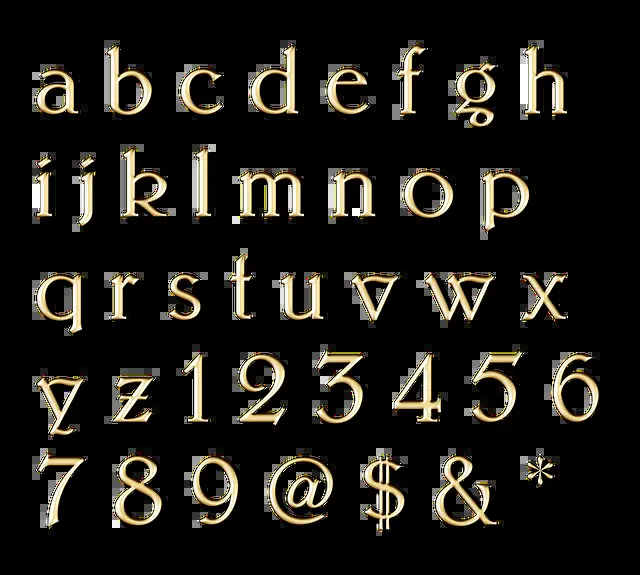 a b c d e f g h
i j k l m n o p
q r s t u v w x
y z 1 2 3 4 5 6
7 8 9 @ $ & *